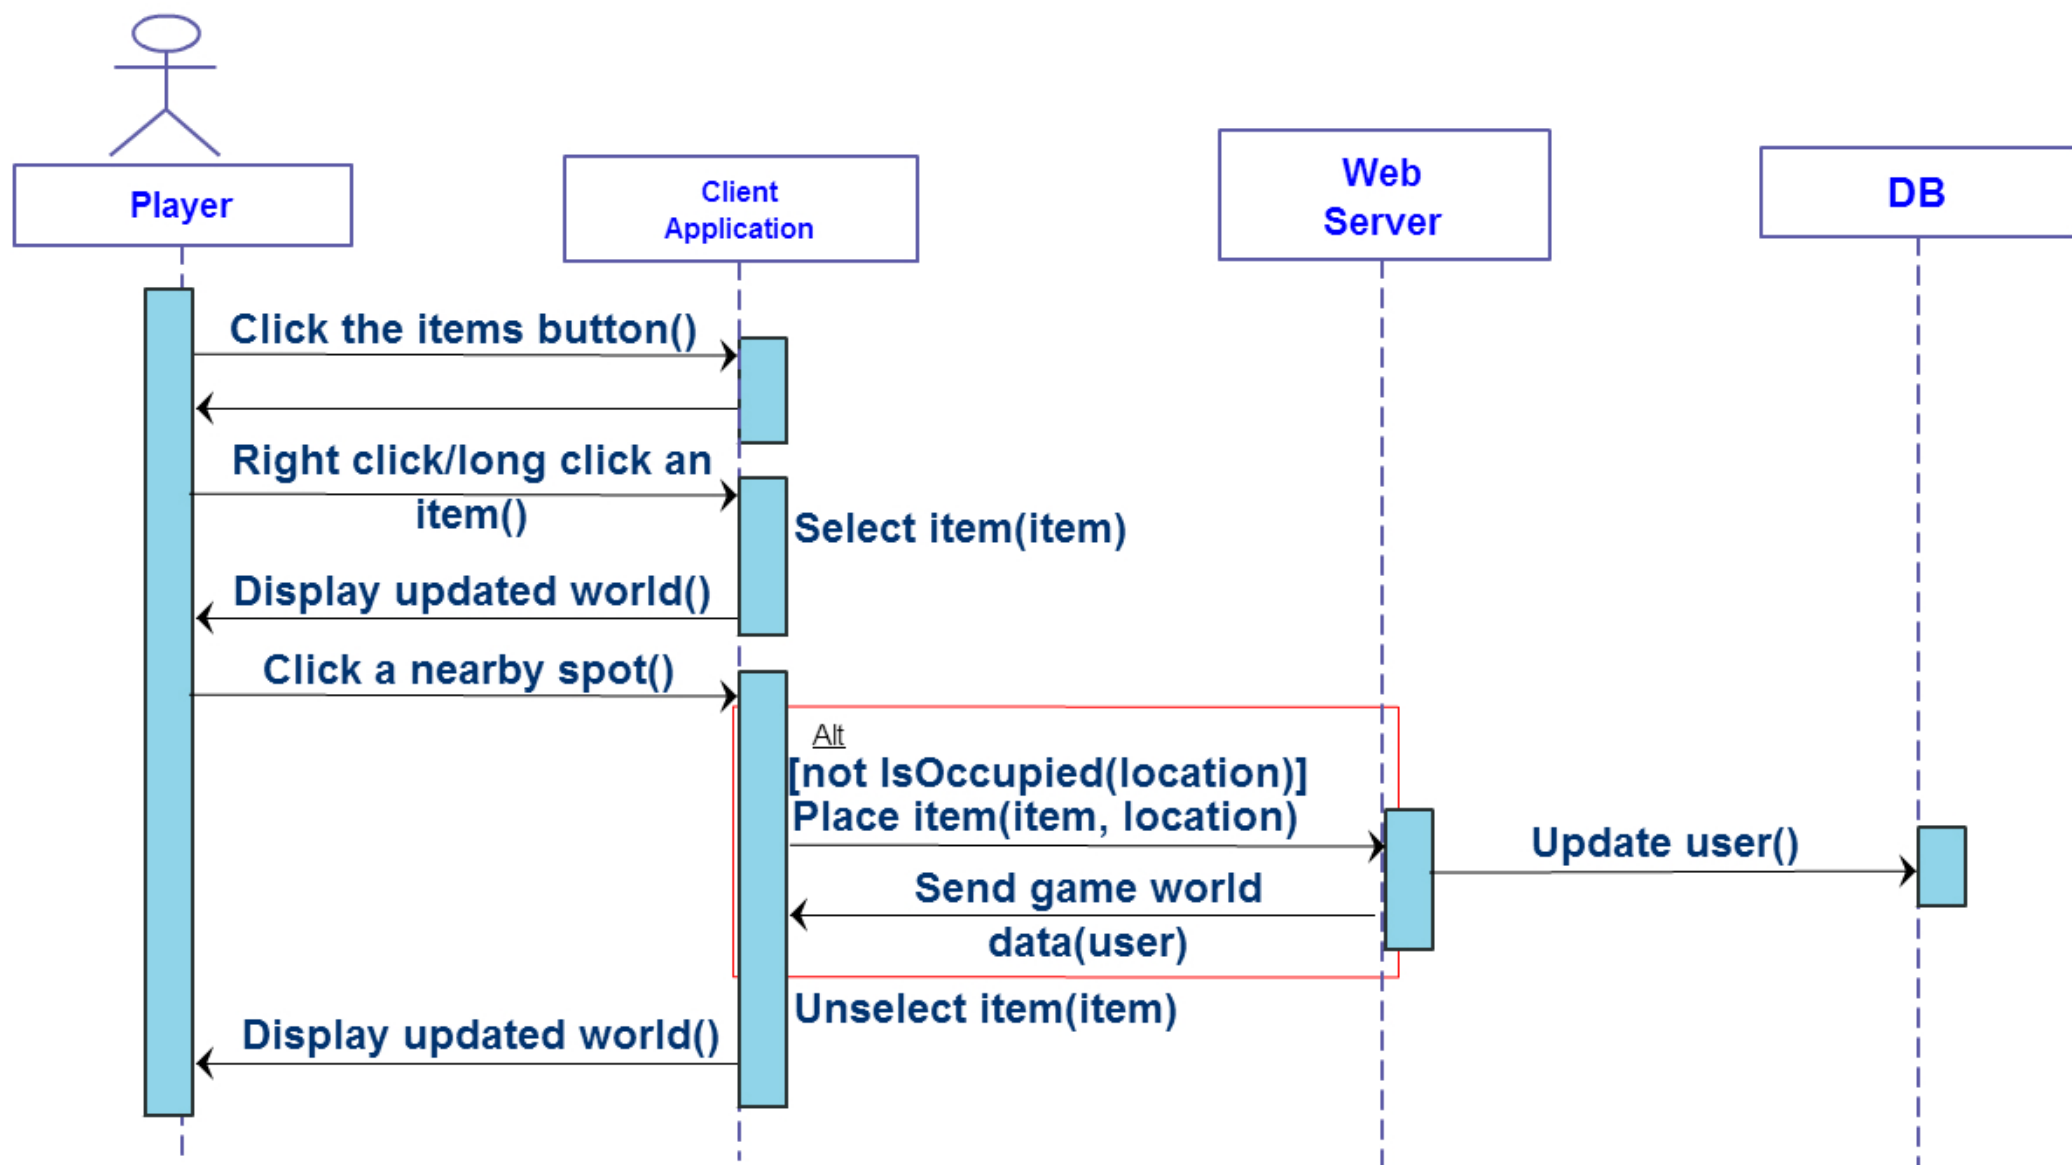 Player
Client
Application
Web
Server
DB
Click the items button()
Right click/long click an
item()
Select item(item)
Display updated world()
Click a nearby spot()
Alt
[not IsOccupied(location)]
Place item(item, location)
Update user()
Send game world
data(user)
Unselect item(item)
Display updated world()